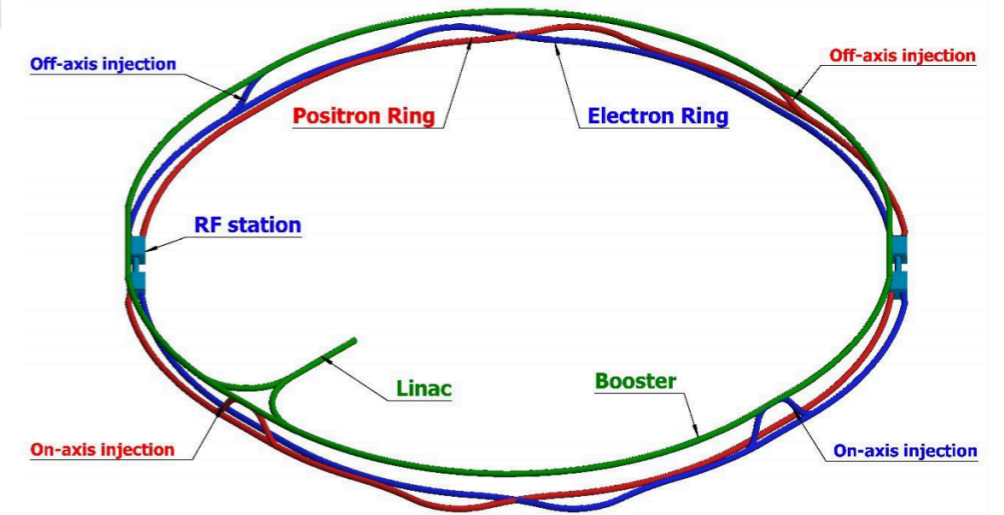 Off-axis injection
Off-axis injection
Positron Ring
Electron Ring
RF station
Linac
Booster
On-axis injection
On-axis injection